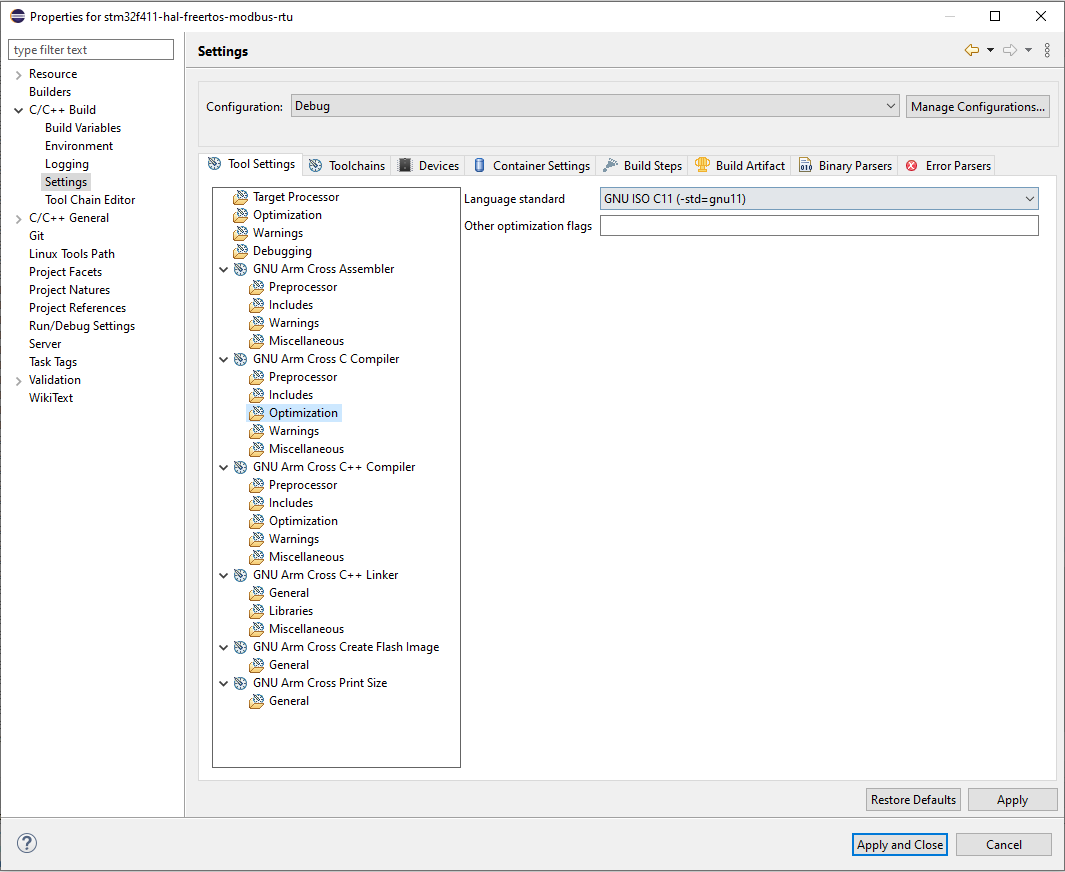 Properties for stm32f411-hal-freertos-modbus-rtu
type filter text
Resource
Builders
C/C++ Build
Build Variables
Environment
Logging
Settings
Tool Chain Editor
C/C++ General
Git
Linux Tools Path
Project Facets
Project Natures
Project References
Run/Debug Settings
Server
Task Tags
Validation
WikiText
Settings
Configuration: Debug Manage Configurations...
Tool Settings Toolchains Devices Container Settings Build Steps Build Artifact Binary Parsers Error Parsers
Target Processor
Optimization
Warnings
Debugging
GNU Arm Cross Assembler
Preprocessor
Includes
Warnings
Miscellaneous
GNU Arm Cross C Compiler
Preprocessor
Includes
Optimization
Warnings
Miscellaneous
GNU Arm Cross C++ Compiler
Preprocessor
Includes
Optimization
Warnings
Miscellaneous
GNU Arm Cross C++ Linker
General
Libraries
Miscellaneous
GNU Arm Cross Create Flash Image
General
GNU Arm Cross Print Size
General
Language standard GNU ISO C11 (-std=gnu11)
Other optimization flags
Restore Defaults Apply
? Apply and Close Cancel